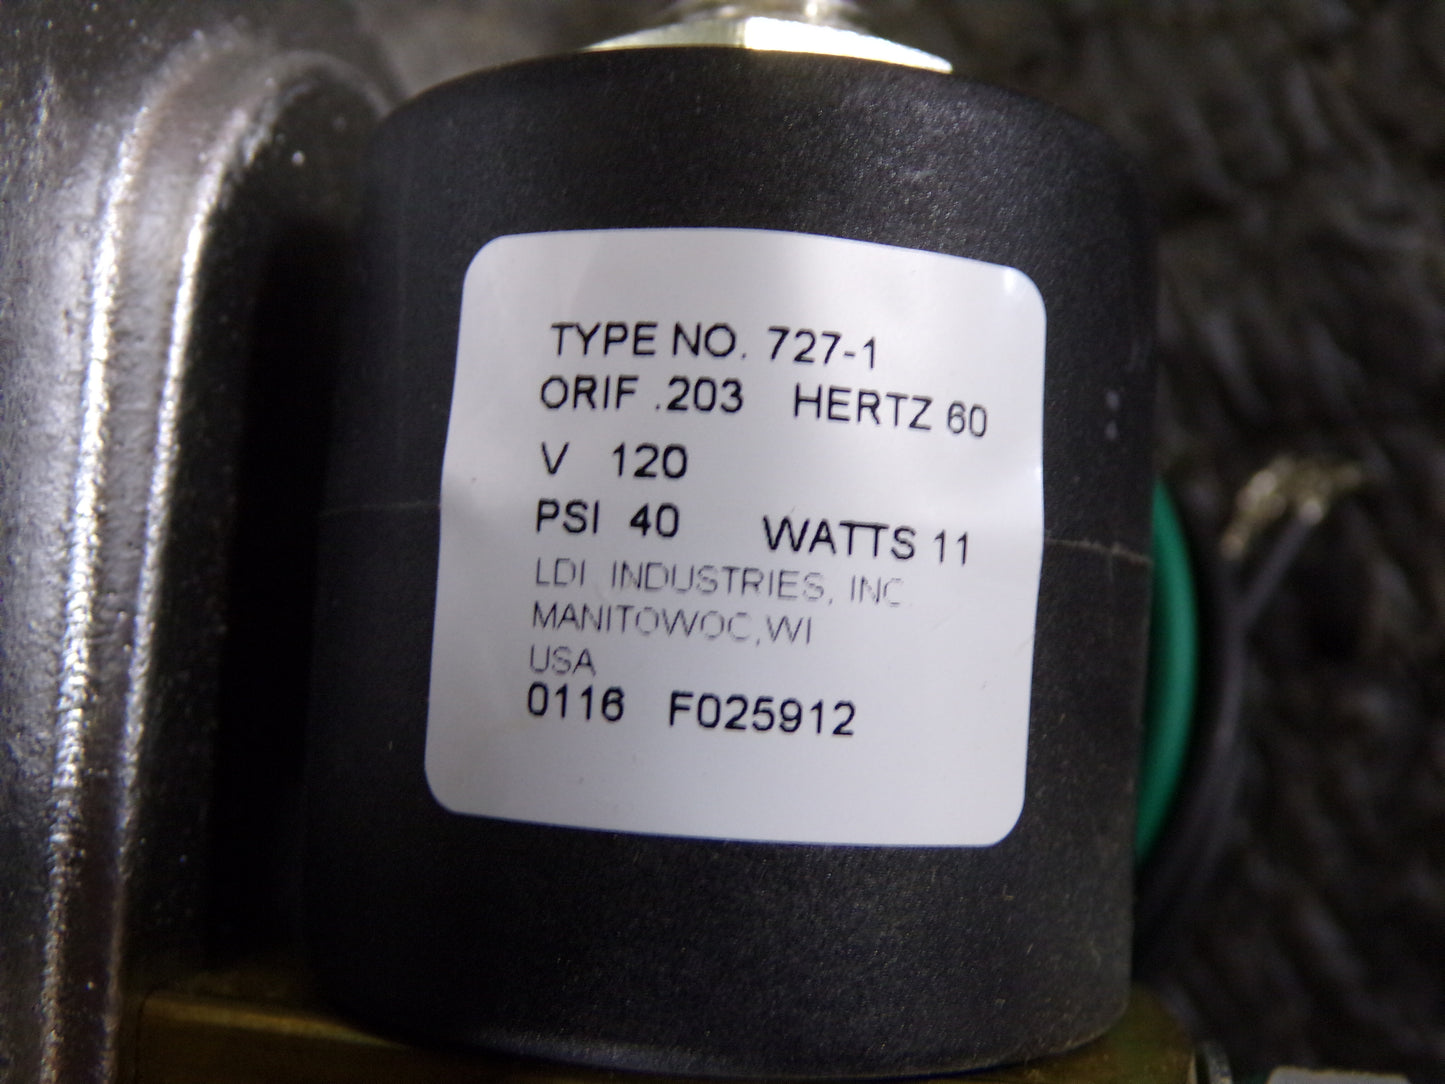 TYPE NO. 727-1
ORIF .203 HERTZ 60
V 120
PSI 40 WATTS 11
LDI INDUSTRIES, INC.
MANITOWOC, WI
USA
0116 F025912